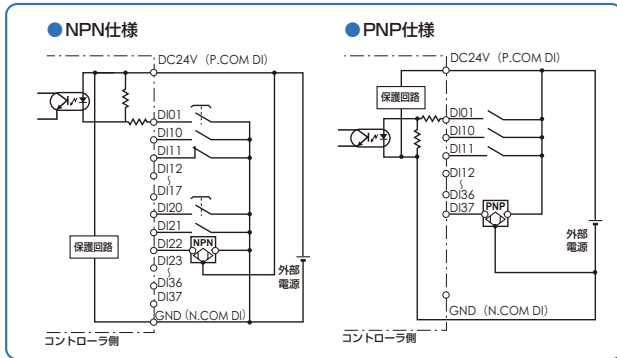 ●NPN仕様
DC24V (P.COM DI)
DI01
DI10
DI11
DI12
〜
DI17
DI20
DI21
DI22
NPN
DI23
〜
DI36
DI37
保護回路
外部
電源
GND (N.COM DI)
コントローラ側
●PNP仕様
DC24V (P.COM DI)
保護回路
DI01
DI10
DI11
DI12
〜
DI36
DI37
PNP
外部
電源
GND (N.COM DI)
コントローラ側